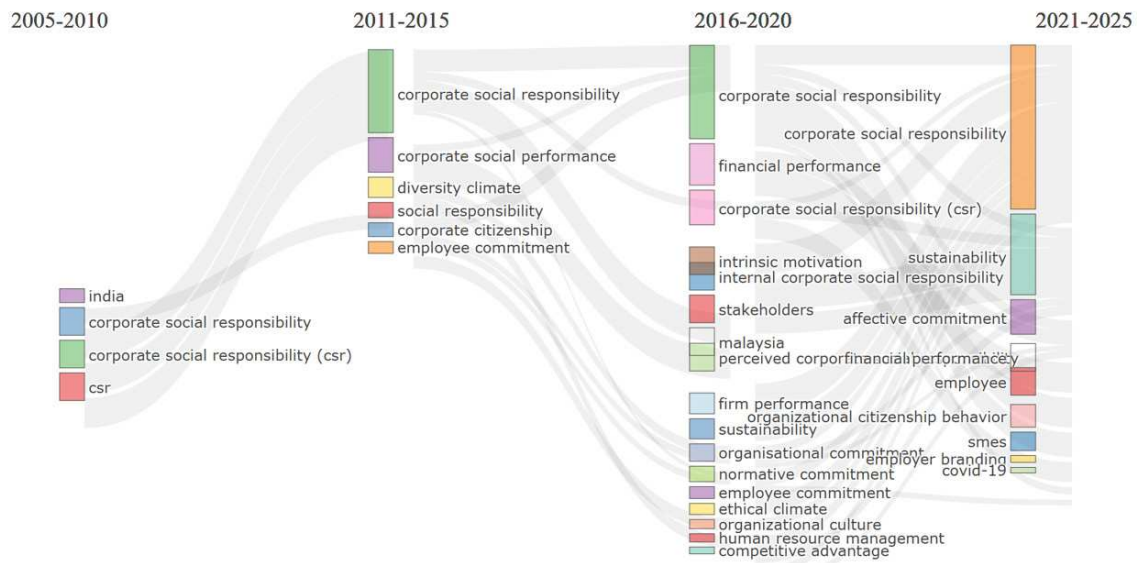 2005-2010
2011-2015
2016-2020
2021-2025
india
corporate social responsibility
corporate social responsibility (csr)
csr
corporate social responsibility
corporate social performance
diversity climate
social responsibility
corporate citizenship
employee commitment
corporate social responsibility
financial performance
corporate social responsibility (csr)
intrinsic motivation
internal corporate social responsibility
stakeholders
malaysia
perceived
firm performance
sustainability
organisational commitment
normative commitment
employee commitment
ethical climate
organizational culture
human resource management
competitive advantage
corporate social responsibility
sustainability
affective commitment
financial performance
employee
organizational citizenship behavior
smes
employer branding
covid-19